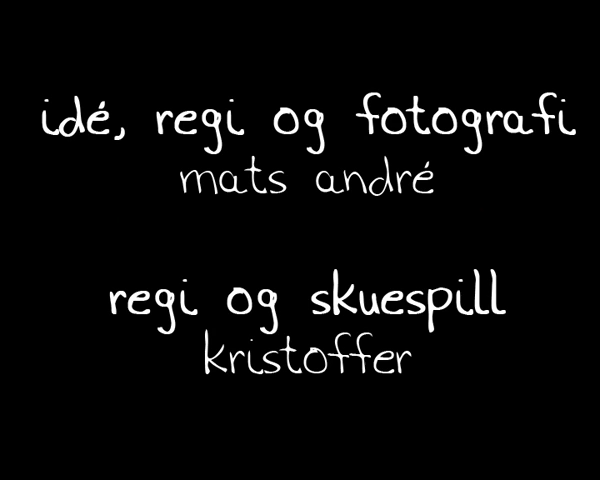 idé, regi og fotografi
mats andré
regi og skuespill
kristoffer